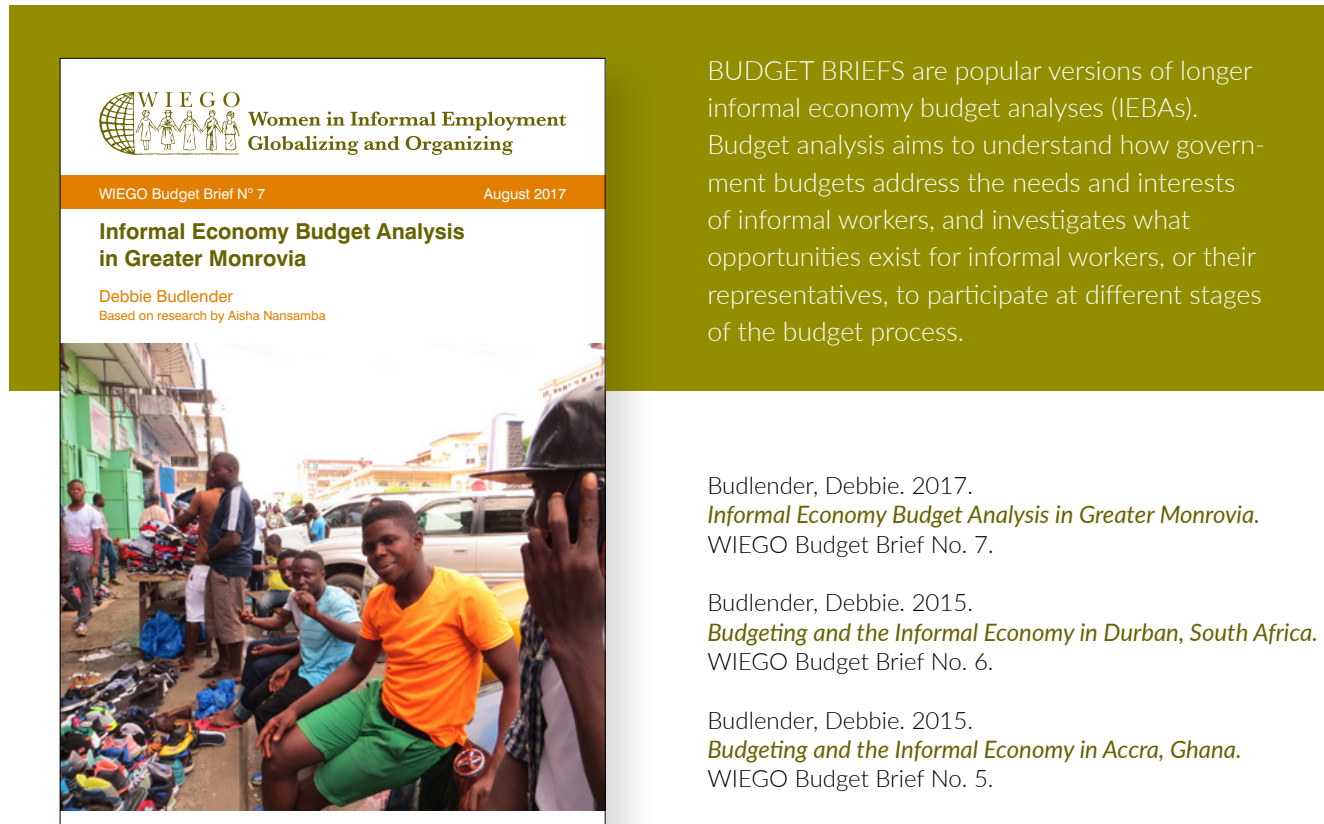 WIEGO
Women in Informal Employment
Globalizing and Organizing
WIEGO Budget Brief Nº 7 August 2017
Informal Economy Budget Analysis
in Greater Monrovia
Debbie Budlender
Based on research by Aisha Nansamba
BUDGET BRIEFS are popular versions of longer
informal economy budget analyses (IEBAs).
Budget analysis aims to understand how govern-
ment budgets address the needs and interests
of informal workers, and investigates what
opportunities exist for informal workers, or their
representatives, to participate at different stages
of the budget process.
Budlender, Debbie. 2017.
Informal Economy Budget Analysis in Greater Monrovia.
WIEGO Budget Brief No. 7.
Budlender, Debbie. 2015.
Budgeting and the Informal Economy in Durban, South Africa.
WIEGO Budget Brief No. 6.
Budlender, Debbie. 2015.
Budgeting and the Informal Economy in Accra, Ghana.
WIEGO Budget Brief No. 5.